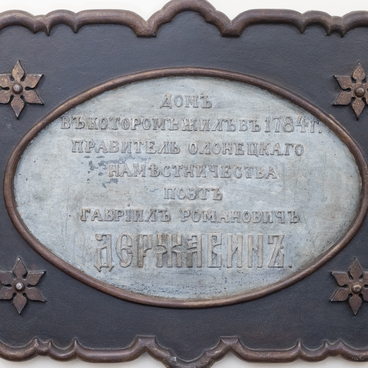 ДОМЪ
ВЪ КОТОРОМЪ ЖИЛЪ ВЪ 1784 Г.
ПРАВИТЕЛЬ ОЛОНЕЦКАГО
НАМѢСТНИЧЕСТВА
ПОЭТЪ
ГАВРІИЛЪ РОМАНОВИЧЪ
ДЕРЖАВИНЪ.